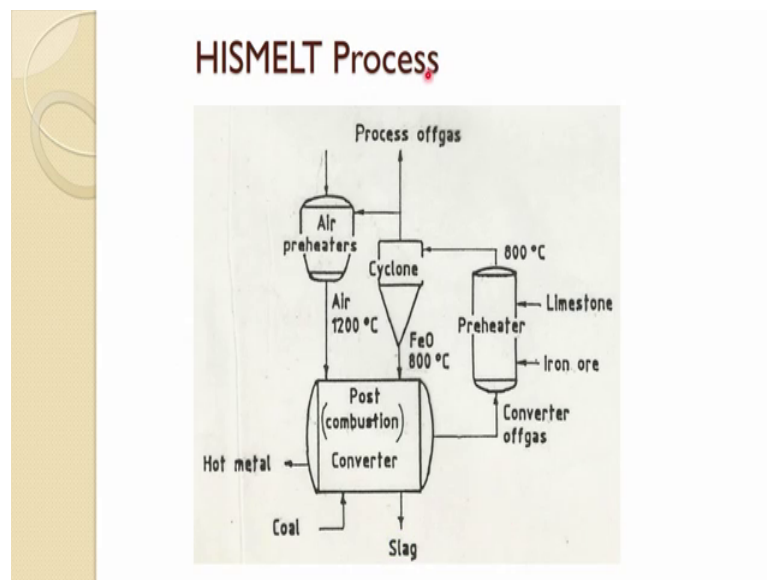 HISMELT Process
Process offgas
Air
preheaters
Cyclone
800 °C
Limestone
Preheater
Iron ore
Air
1200 °C
FeO
800 °C
Post
(combustion)
Converter
Converter
offgas
Hot metal
Coal
Slag